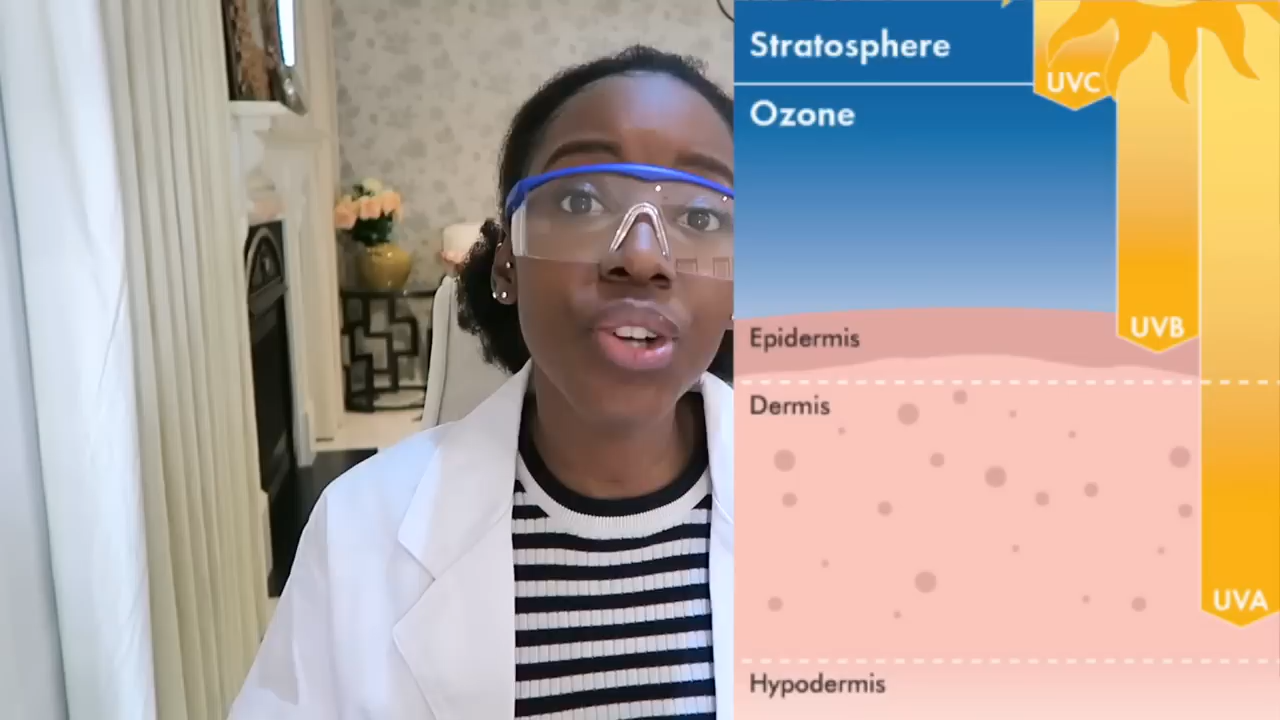 Stratosphere
UVC
Ozone
UVB
Epidermis
Dermis
UVA
Hypodermis